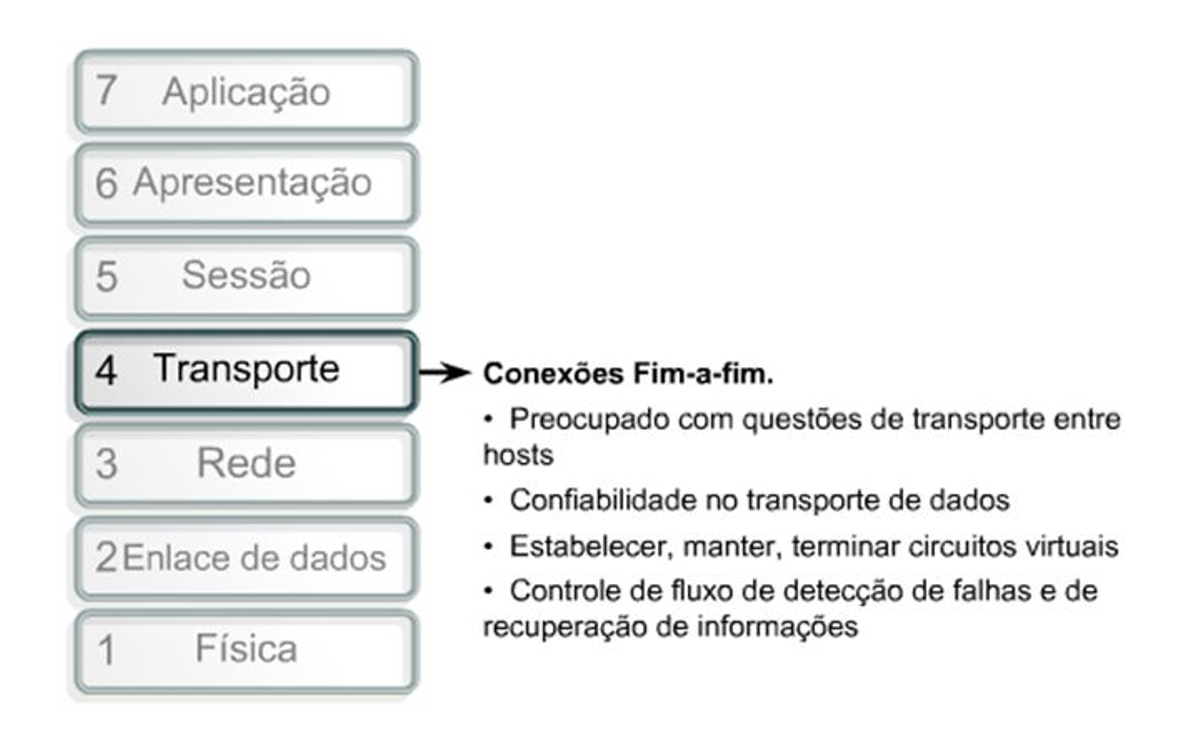 7 Aplicação
6 Apresentação
5 Sessão
4 Transporte
3 Rede
2 Enlace de dados
1 Física
Conexões Fim-a-fim.
• Preocupado com questões de transporte entre
hosts
• Confiabilidade no transporte de dados
• Estabelecer, manter, terminar circuitos virtuais
• Controle de fluxo de detecção de falhas e de
recuperação de informações